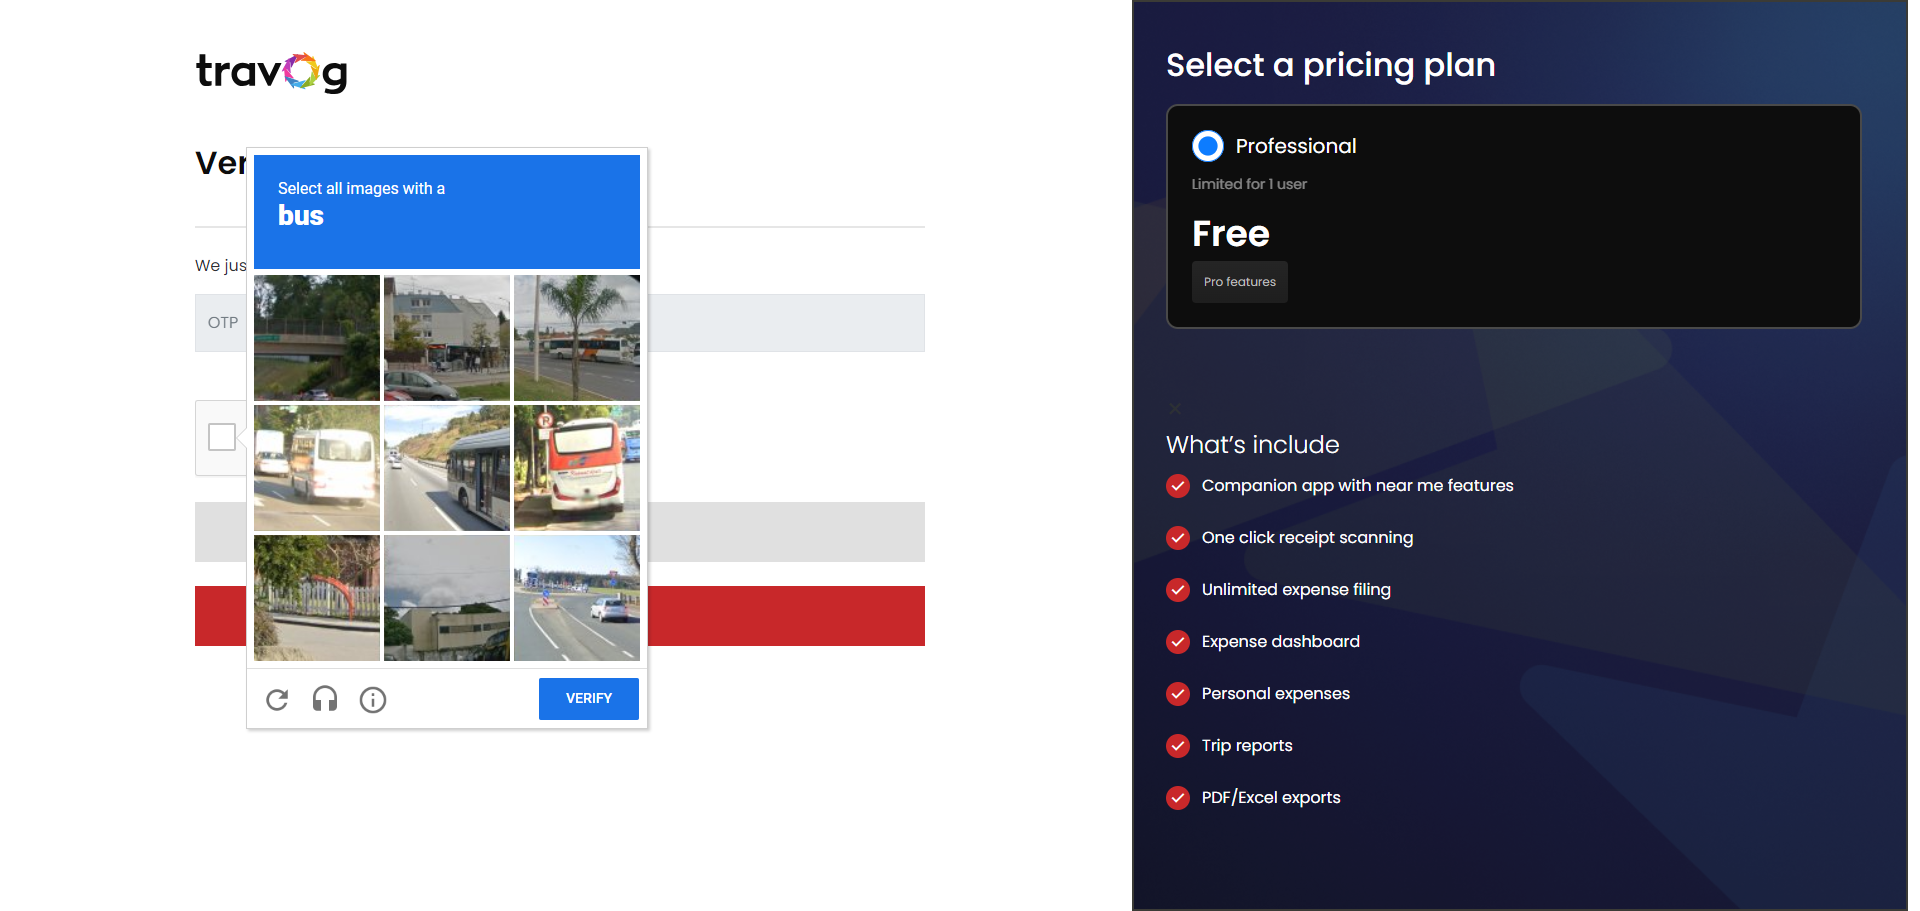 travog
Ver
Select all images with a
bus
We jus
OTP
VERIFY
Select a pricing plan
Professional
Limited for 1 user
Free
Pro features
What's include
Companion app with near me features
One click receipt scanning
Unlimited expense filing
Expense dashboard
Personal expenses
Trip reports
PDF/Excel exports